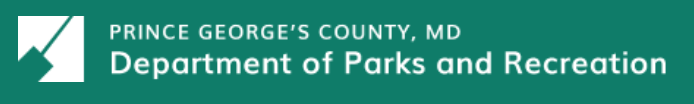 PRINCE GEORGE'S COUNTY, MD
Department of Parks and Recreation